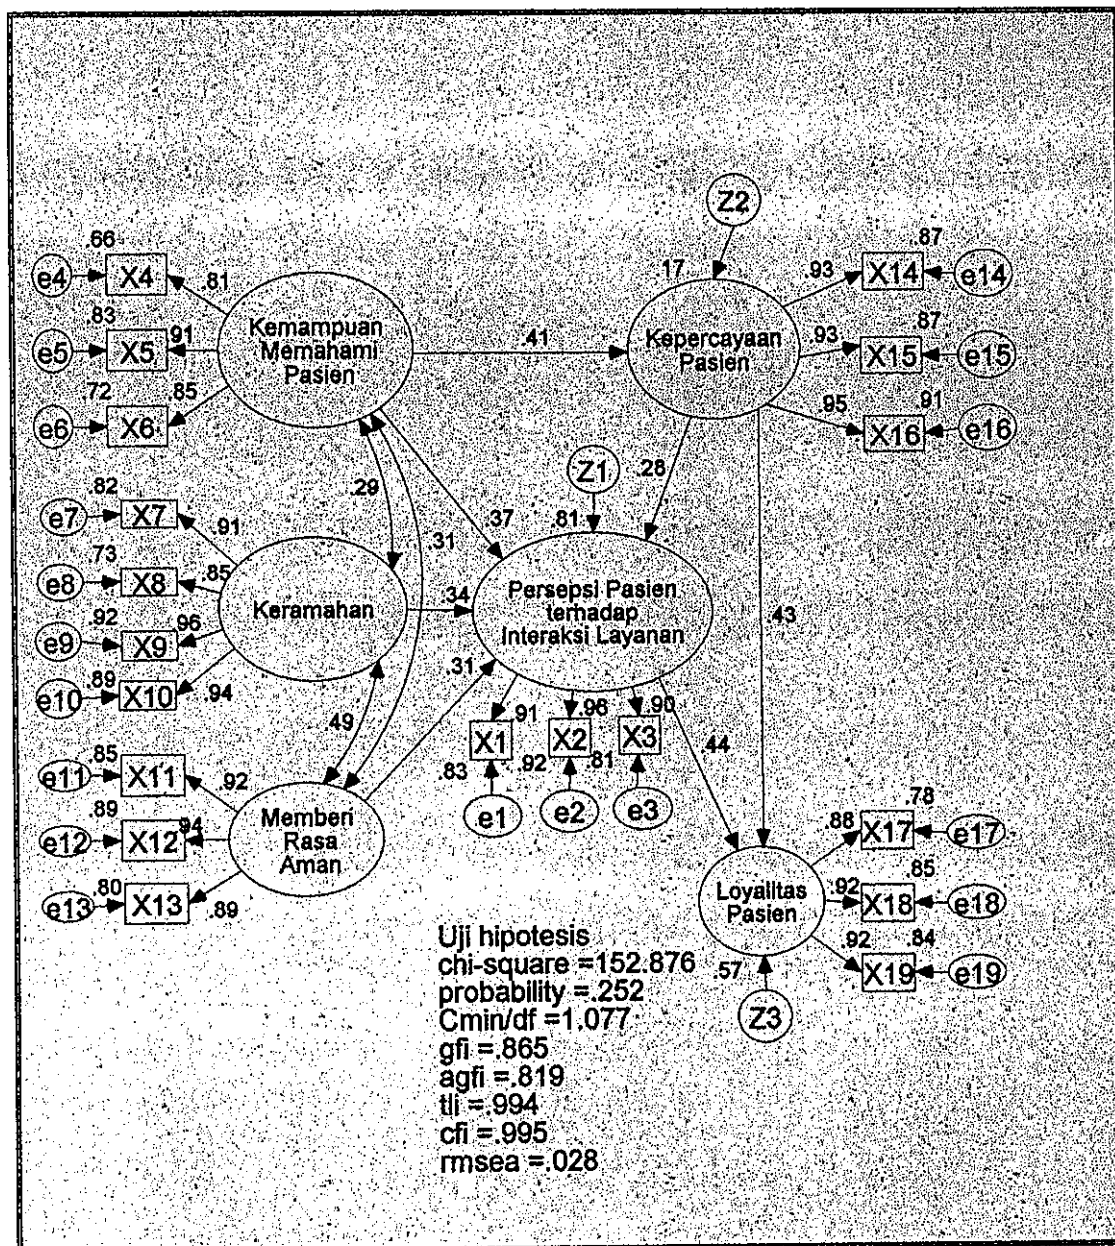 Z2
.66
.87
e4
X4
.81
.17
.93
X14
e14
.83
Kemampuan
Memahami
Pasien
Kepercayaan
Pasien
.87
e5
X5
.91
.41
.93
X15
e15
.72
.85
.95
.91
e6
X6
X16
e16
Z1
.28
.29
.82
e7
X7
.91
.37
.31
.81
.73
e8
X8
.85
Keramahan
.34
Persepsi Pasien
terhadap
Interaksi Layanan
.92
e9
X9
.96
.43
.89
e10
X10
.94
.31
.49
.91
.96
.90
X1
X2
X3
.44
.83
.92
.81
.85
e11
X11
.92
e1
e2
e3
.78
.89
e12
X12
.94
Memberi
Rasa
Aman
.88
X17
e17
.80
.85
e13
X13
.89
Loyalitas
Pasien
.92
X18
e18
.92
.84
X19
e19
.57
Z3
Uji hipotesis
chi-square =152.876
probability =.252
Cmin/df =1.077
gfi =.865
agfi =.819
tli =.994
cfi =.995
rmsea =.028